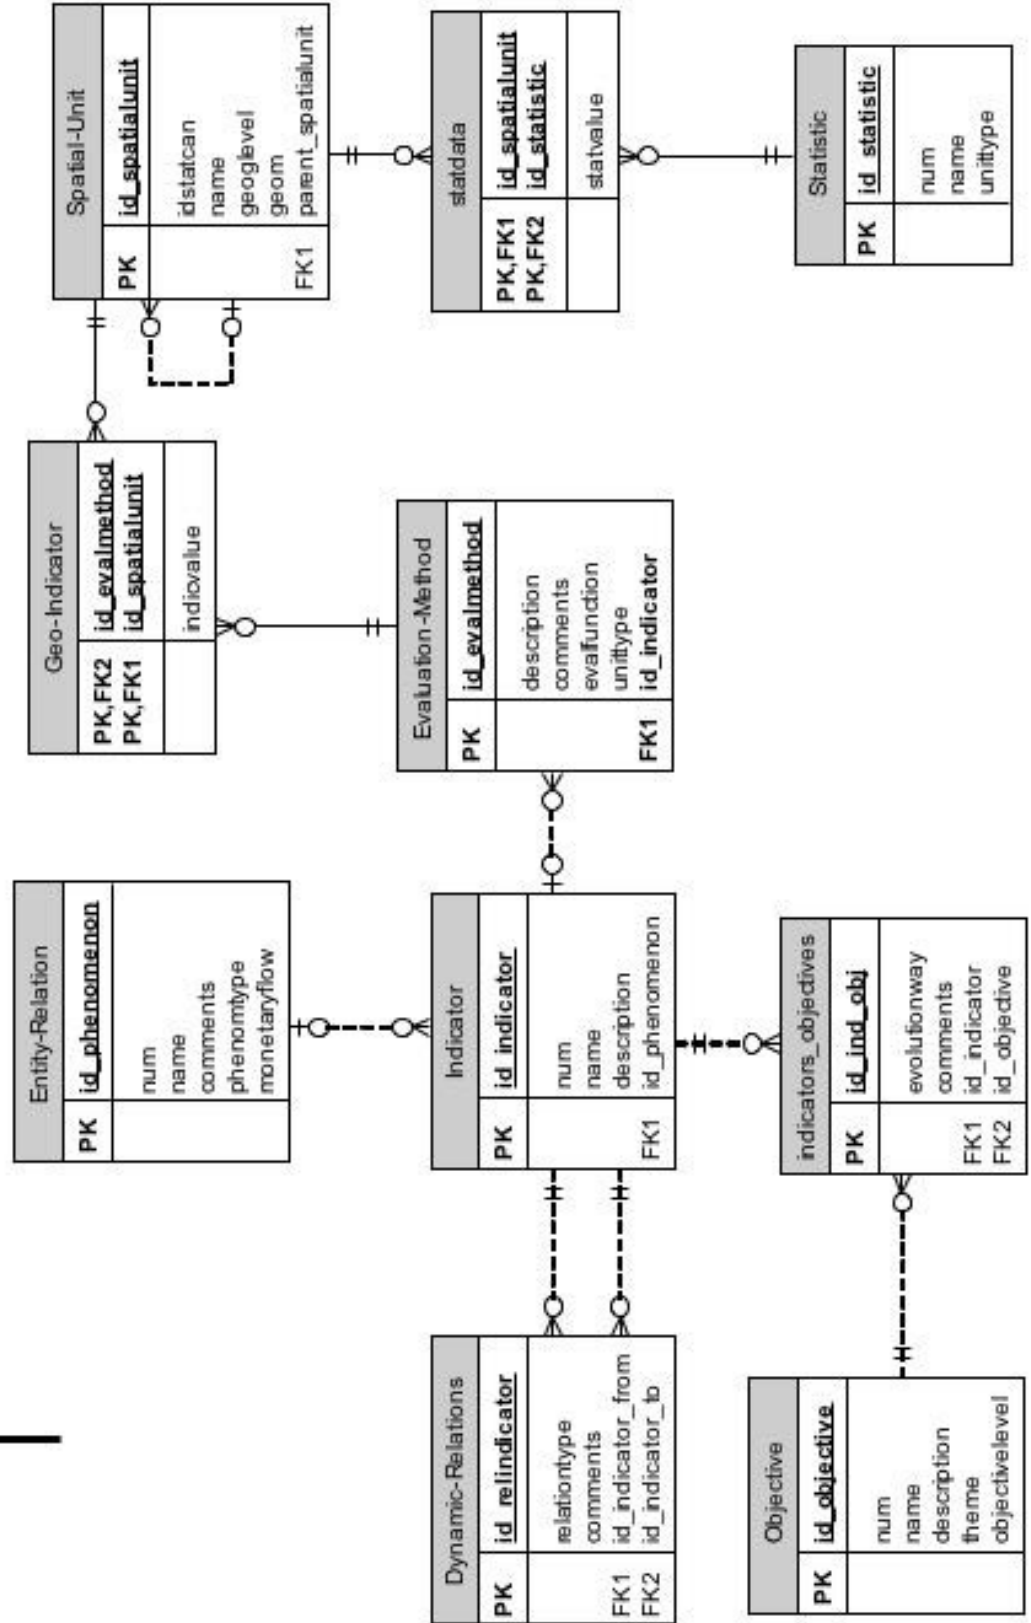 Entity-Relation
PK id_phenomenon
num
name
comments
phenomtype
monetaryflow
Geo-Indicator
PK,FK2 id_evalmethod
PK,FK1 id_spatialunit
indicvalue
Spatial-Unit
PK id_spatialunit
idstatcan
name
geoglevel
geom
FK1 parent_spatialunit
Dynamic-Relations
PK id_relindicator
relationtype
comments
FK1 id_indicator_from
FK2 id_indicator_to
Indicator
PK id_indicator
num
name
description
FK1 id_phenomenon
Evaluation-Method
PK id_evalmethod
description
comments
evalfunction
unittype
FK1 id_indicator
statdata
PK,FK1 id_spatialunit
PK,FK2 id_statistic
statvalue
Objective
PK id_objective
num
name
description
theme
objectivelevel
indicators_objectives
PK id_ind_obj
evolutionway
comments
FK1 id_indicator
FK2 id_objective
Statistic
PK id_statistic
num
name
unittype